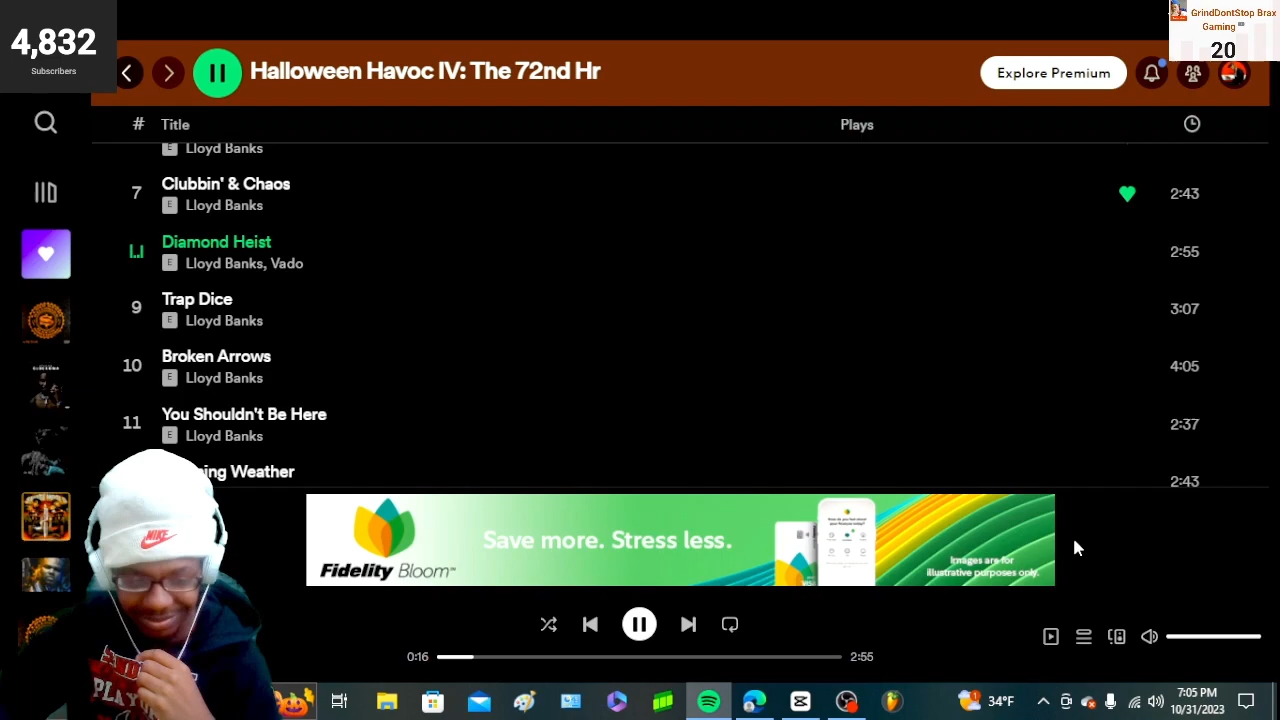 4,832
Subscribers
GrindDontStop Brax
Gaming
20
Halloween Havoc IV: The 72nd Hr
Explore Premium
# Title Plays
E Lloyd Banks
7 Clubbin' & Chaos 2:43
E Lloyd Banks
Diamond Heist 2:55
E Lloyd Banks, Vado
9 Trap Dice 3:07
E Lloyd Banks
10 Broken Arrows 4:05
E Lloyd Banks
11 You Shouldn't Be Here 2:37
E Lloyd Banks
Weather 2:43
Save more. Stress less.
Fidelity Bloom
Images are for
illustrative purposes only.
0:16 2:55
NIKE
1 34°F
7:05 PM
10/31/2023